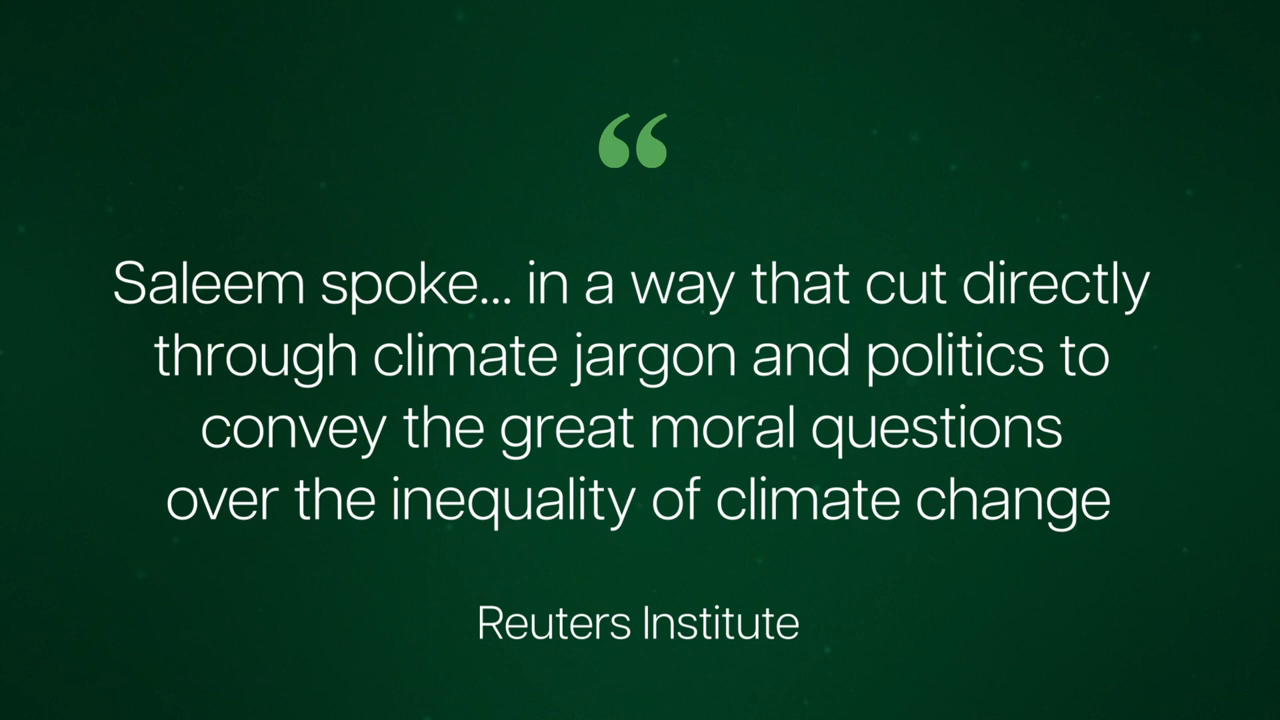 “
Saleem spoke... in a way that cut directly
through climate jargon and politics to
convey the great moral questions
over the inequality of climate change
Reuters Institute